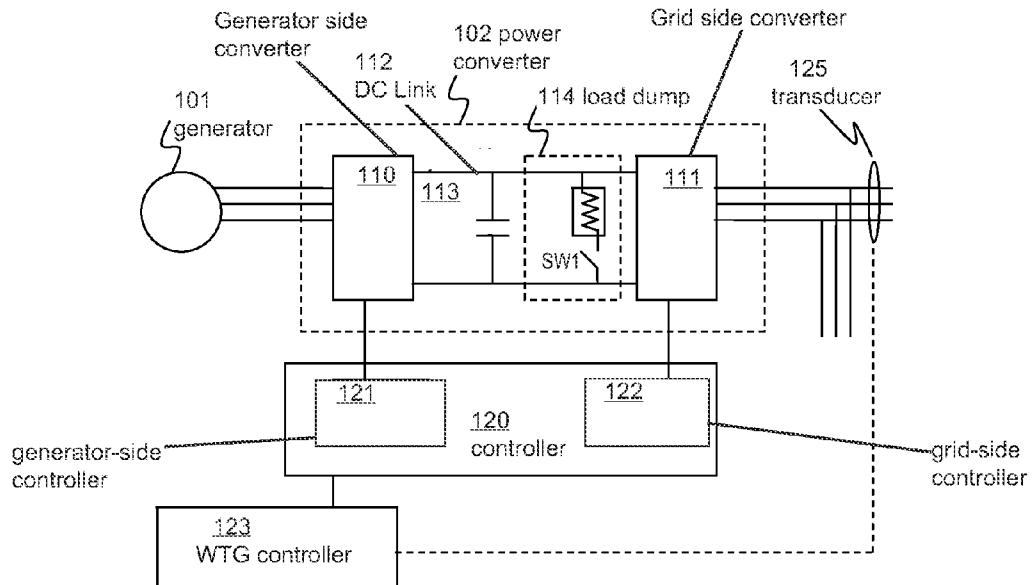 Generator side
converter
102 power
converter
Grid side converter
112
DC Link
125
transducer
114 load dump
101
generator
110
113
111
SW1
121
122
120
controller
generator-side
controller
grid-side
controller
123
WTG controller